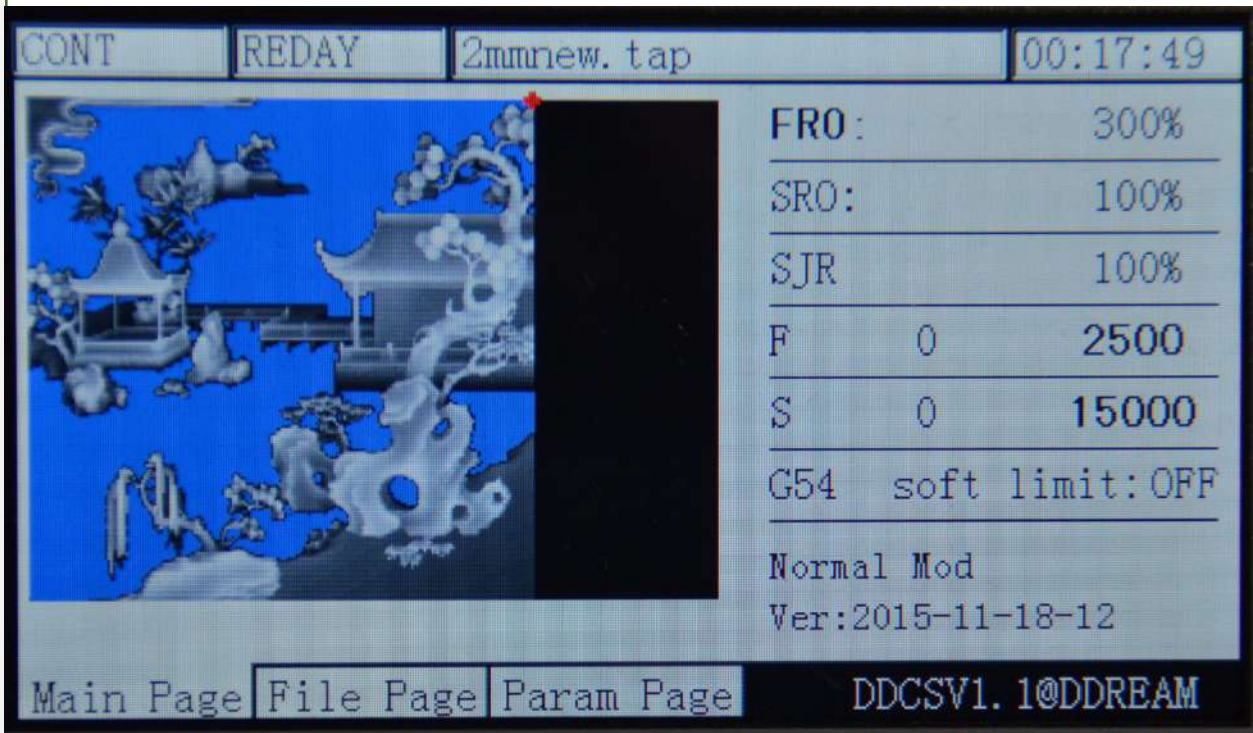 CONT REDAY 2mmnew.tap 00:17:49
FRO: 300%
SRO: 100%
SJR 100%
F 0 2500
S 0 15000
G54 soft limit:OFF
Normal Mod
Ver:2015-11-18-12
Main Page File Page Param Page DDCSV1.1@DDREAM